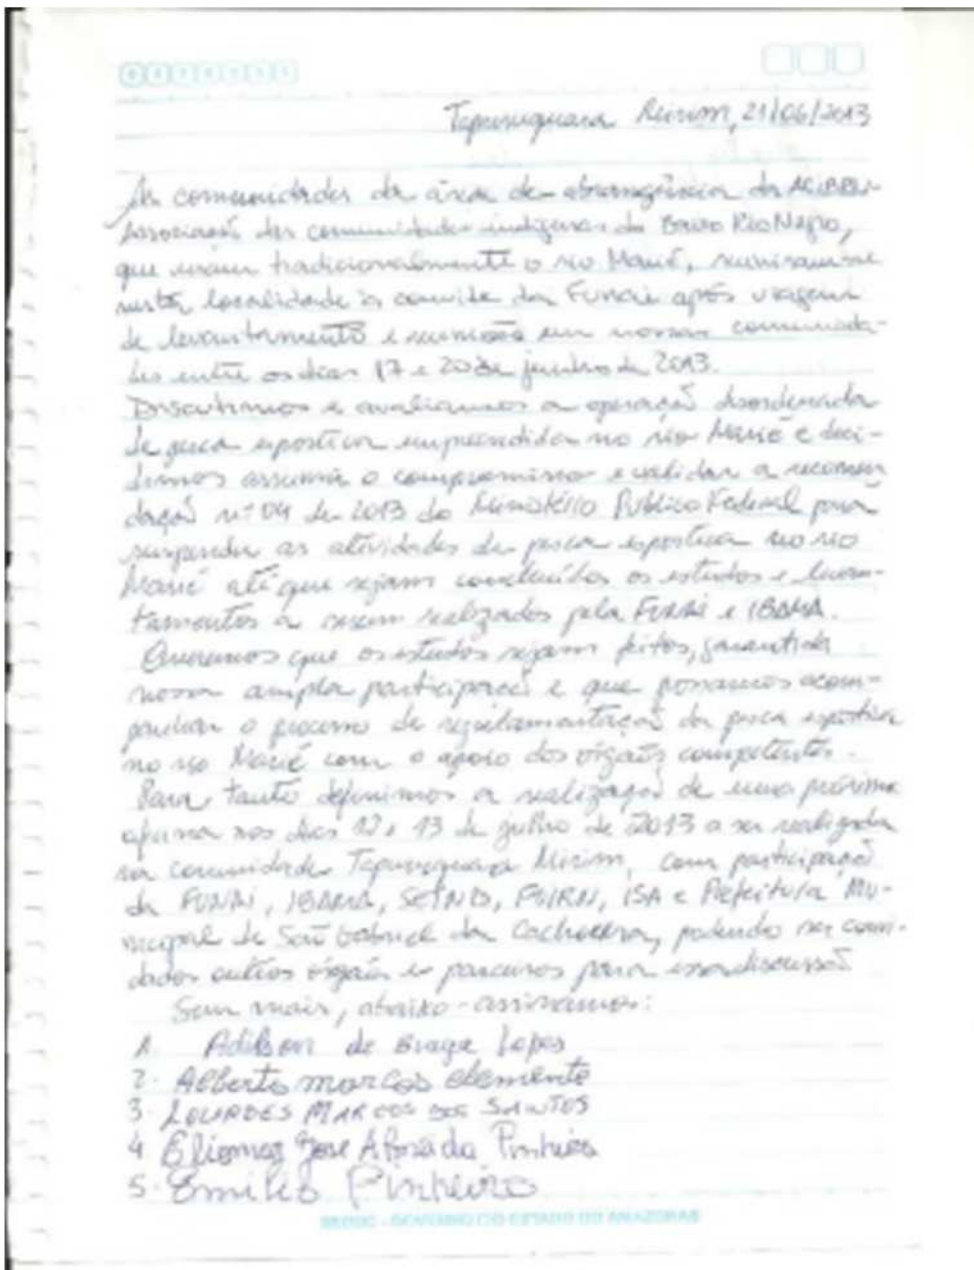 Tapuruquara Mirim, 21/06/2013
As comunidades da área de abrangência da ACIBRN-
Associação das comunidades indígenas do Baixo Rio Negro,
que usam tradicionalmente o rio Marié, reuniram-se
nesta localidade à convite da Funai após viagem
de levantamento e reunião em nossas comunida-
des entre os dias 17 e 20 de junho de 2013.
Discutimos e avaliamos a operação desordenada
de pesca esportiva empreendida no rio Marié e deci-
dimos assumir o compromisso e validar a recomen
dação nº 04 de 2013 do Ministério Público Federal para
suspender as atividades de pesca esportiva no rio
Marié até que sejam concluídos os estudos e levan-
tamentos a serem realizados pela FUNAI e IBAMA.
Queremos que os estudos sejam feitos, garantida
nossa ampla participação e que possamos acom-
panhar o processo de regulamentação da pesca esportiva
no rio Marié com o apoio dos órgãos competentes.
Para tanto definimos a realização de uma próxima
nos dias 12 e 13 de julho de 2013 a ser realizada
na comunidade Tapuruquara Mirim, com participação
da FUNAI, IBAMA, SEIND, FOIRN, ISA e Prefeitura Mu-
nicipal de São Gabriel da Cachoeira, podendo ser convi-
dados outros órgãos e parceiros para essa discussão.
Sem mais, abaixo-assinamos:
1. Adilson de Braga Lopes
2. Alberto marcos clemente
3 LOURDES MARCOS DOS SANTOS
4 Eliomar José Pinheiro
5. Emilio Pinheiro
SEDUC - GOVERNO DO ESTADO DO AMAZONAS